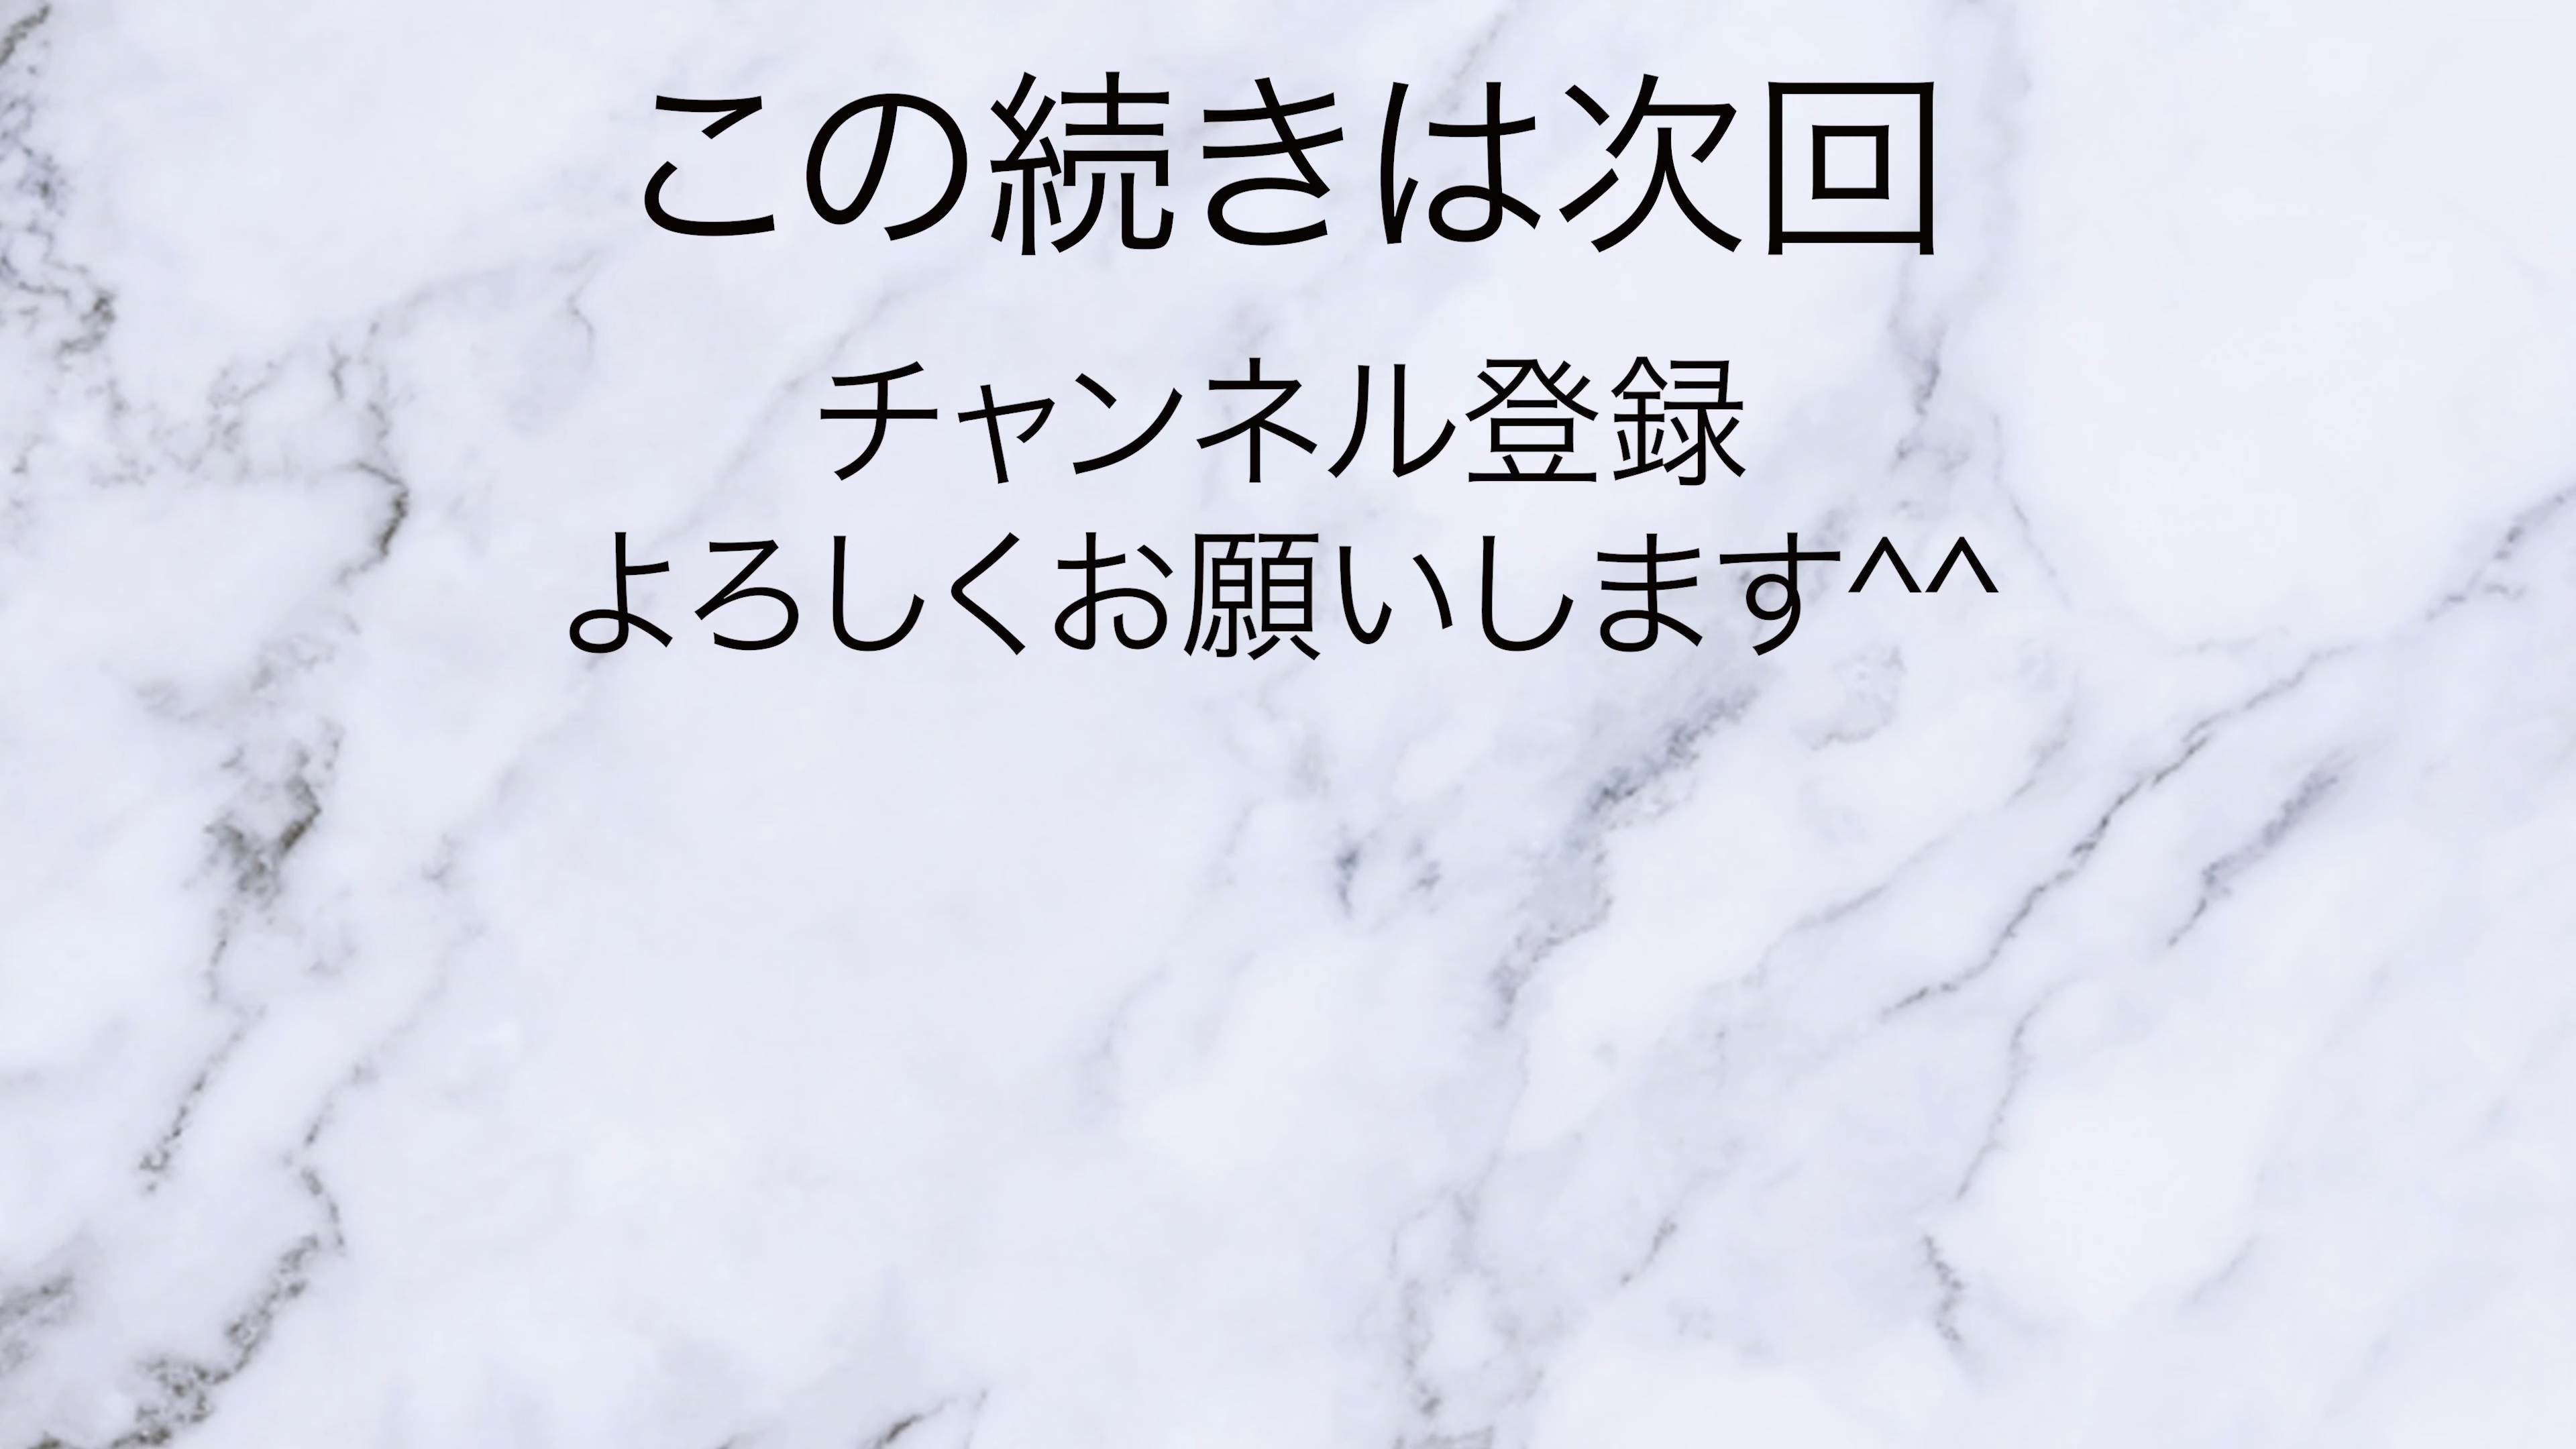 この続きは次回
チャンネル登録
よろしくお願いします^^